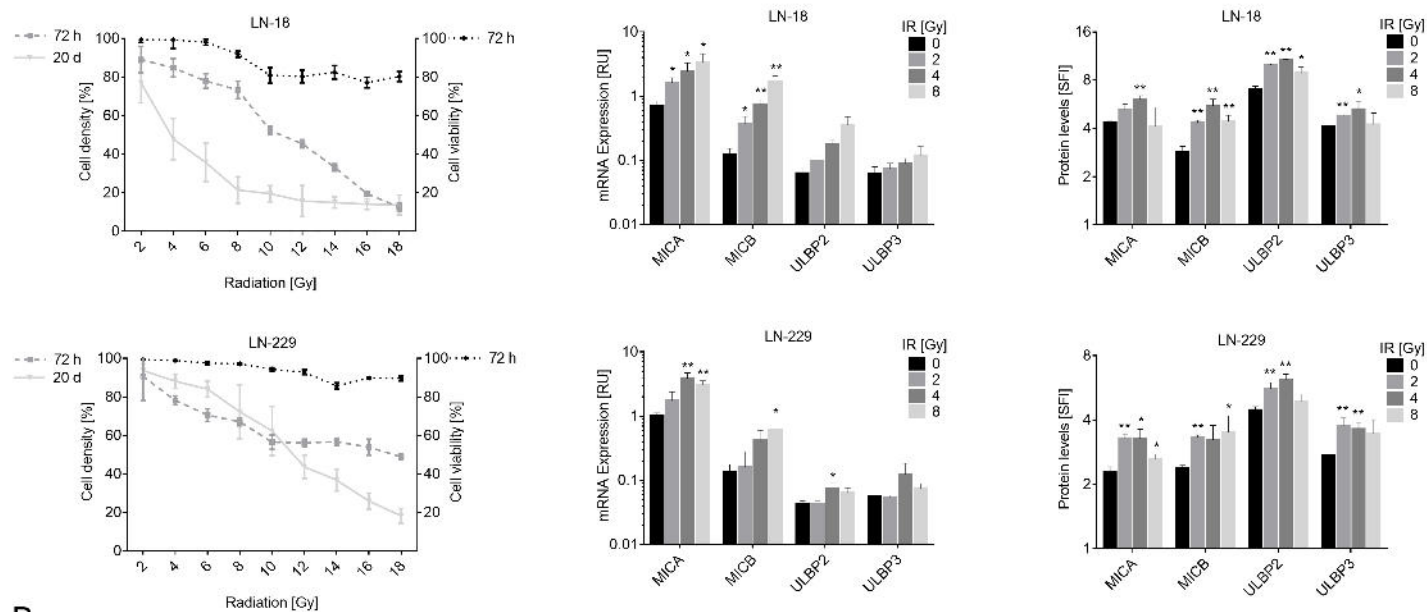 LN-18
72 h
20 d
72 h
100
80
60
40
20
0
100
80
60
40
20
Cell density [%]
Cell viability [%]
2 4 6 8 10 12 14 16 18
Radiation [Gy]
LN-18
IR [Gy]
0
2
4
8
10
1
0.1
0.01
mRNA Expression [RU]
* * *
* ** **
MICA MICB ULBP2 ULBP3
LN-18
IR [Gy]
0
2
4
8
16
8
4
2
1
Protein levels [SFI]
**
** ** **
** ** *
** *
MICA MICB ULBP2 ULBP3
LN-229
72 h
20 d
72 h
100
80
60
40
20
0
100
80
60
40
20
Cell density [%]
Cell viability [%]
2 4 6 8 10 12 14 16 18
Radiation [Gy]
LN-229
IR [Gy]
0
2
4
8
10
1
0.1
0.01
mRNA Expression [RU]
** **
*
*
MICA MICB ULBP2 ULBP3
LN-229
IR [Gy]
0
2
4
8
8
4
2
1
Protein levels [SFI]
** * *
** *
** **
** **
MICA MICB ULBP2 ULBP3